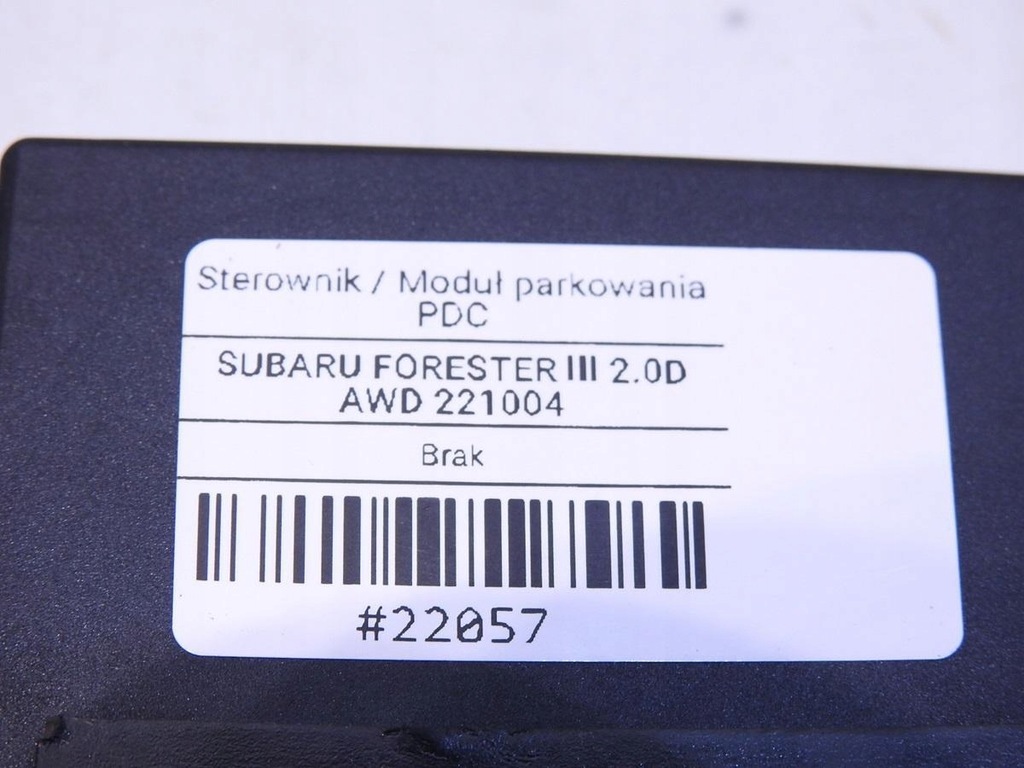 Sterownik / Moduł parkowania
PDC
SUBARU FORESTER III 2.0D
AWD 221004
Brak
#22057